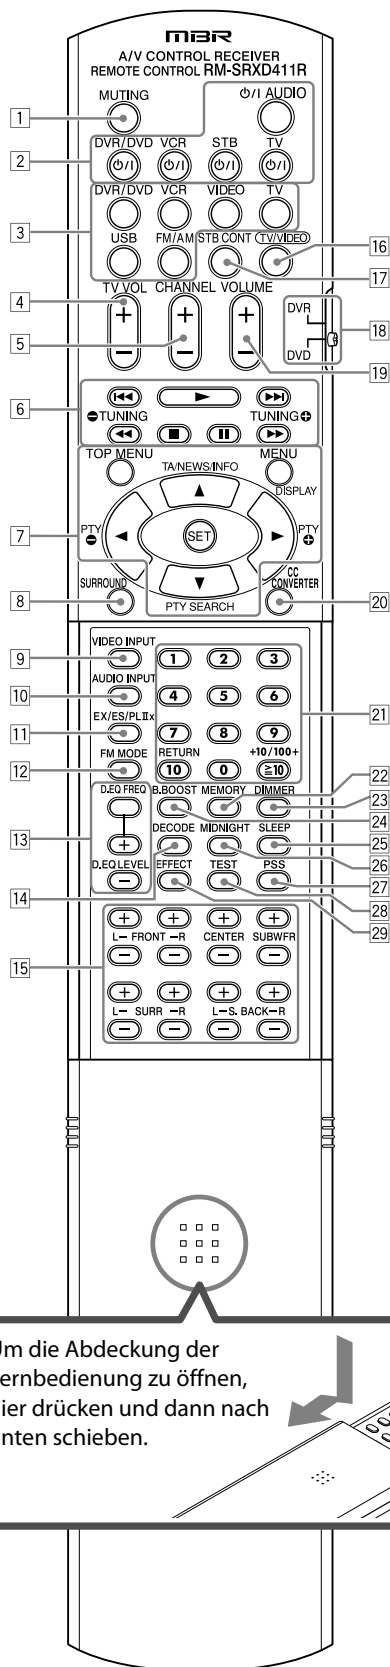 mBR
A/V CONTROL RECEIVER
REMOTE CONTROL RM-SRXD411R
MUTING
⏻/I AUDIO
1
DVR/DVD VCR STB TV
2
⏻/I ⏻/I ⏻/I ⏻/I
DVR/DVD VCR VIDEO TV
3
USB FM/AM STB CONT TV/VIDEO
16
17
TV VOL CHANNEL VOLUME
4
+ + +
DVR
18
5
DVD
− − −
19
6
⊖TUNING TUNING⊕
TOP MENU MENU
TA/NEWS/INFO
DISPLAY
7
PTY SET PTY
CC
SURROUND CONVERTER
8
PTY SEARCH
20
VIDEO INPUT
9
1 2 3
AUDIO INPUT
10
4 5 6
21
EX/ES/PLⅡx
11
7 8 9
FM MODE RETURN +10/100+
12
10 0 ≧10
22
D.EQ FREQ B.BOOST MEMORY DIMMER
23
13
24
DECODE MIDNIGHT SLEEP
+
25
26
D.EQ LEVEL EFFECT TEST PSS
−
27
14
28
29
+ + + +
L− FRONT −R CENTER SUBWFR
15
− − − −
+ + + +
L− SURR −R L−S. BACK−R
− − − −
Um die Abdeckung der
ernbedienung zu öffnen,
ier drücken und dann nach
nten schieben.